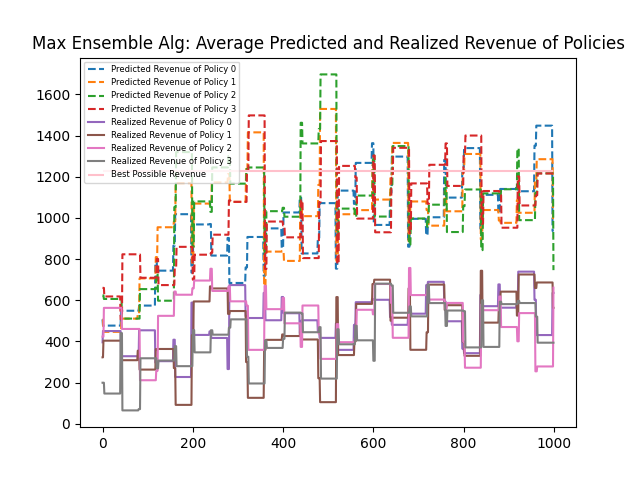 Max Ensemble Alg: Average Predicted and Realized Revenue of Policies
Predicted Revenue of Policy 0
Predicted Revenue of Policy 1
Predicted Revenue of Policy 2
Predicted Revenue of Policy 3
Realized Revenue of Policy 0
Realized Revenue of Policy 1
Realized Revenue of Policy 2
Realized Revenue of Policy 3
Best Possible Revenue
1600
1400
1200
1000
800
600
400
200
0
0 200 400 600 800 1000